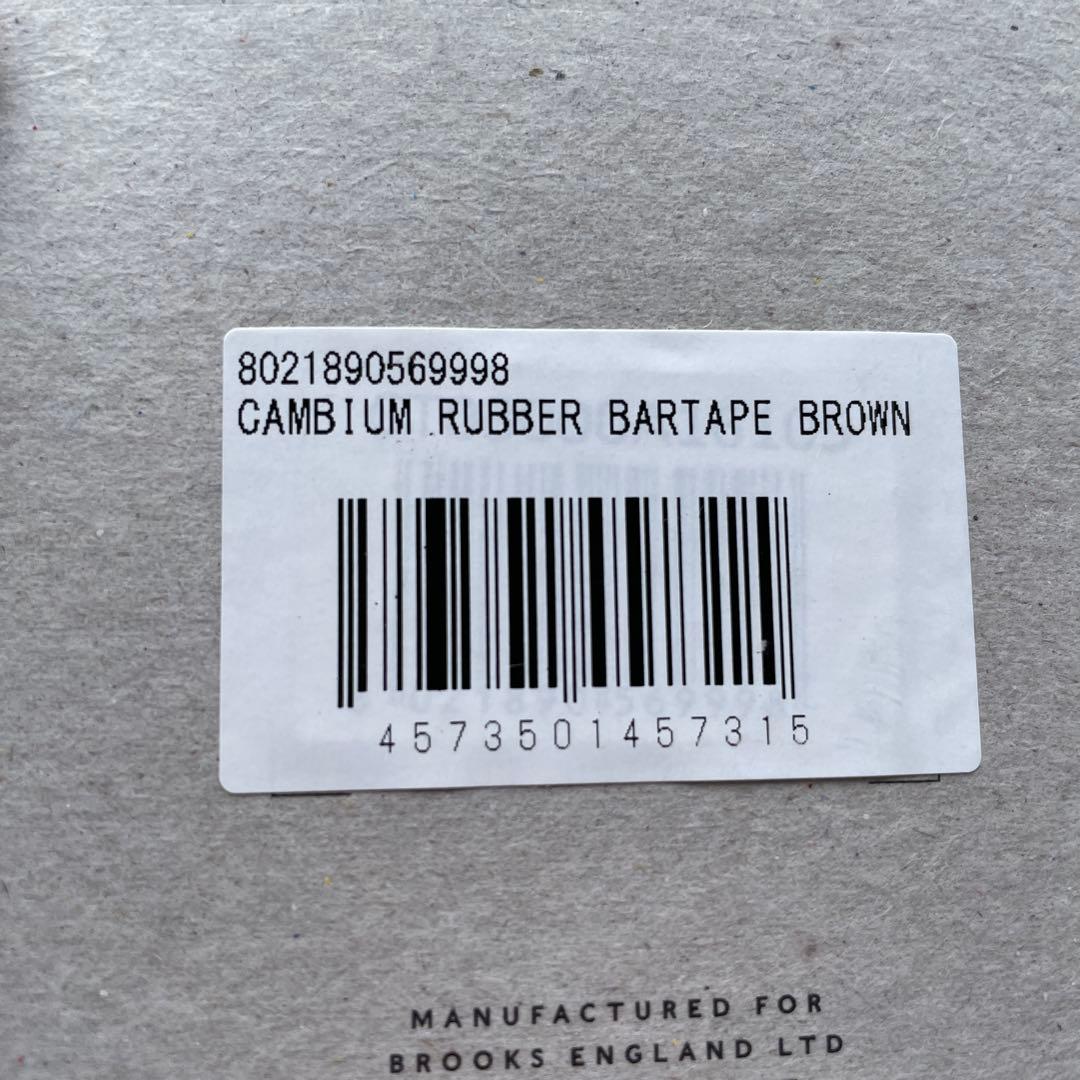 8021890569998
CAMBIUM RUBBER BARTAPE BROWN
4573501457315
MANUFACTURED FOR
BROOKS ENGLAND LTD